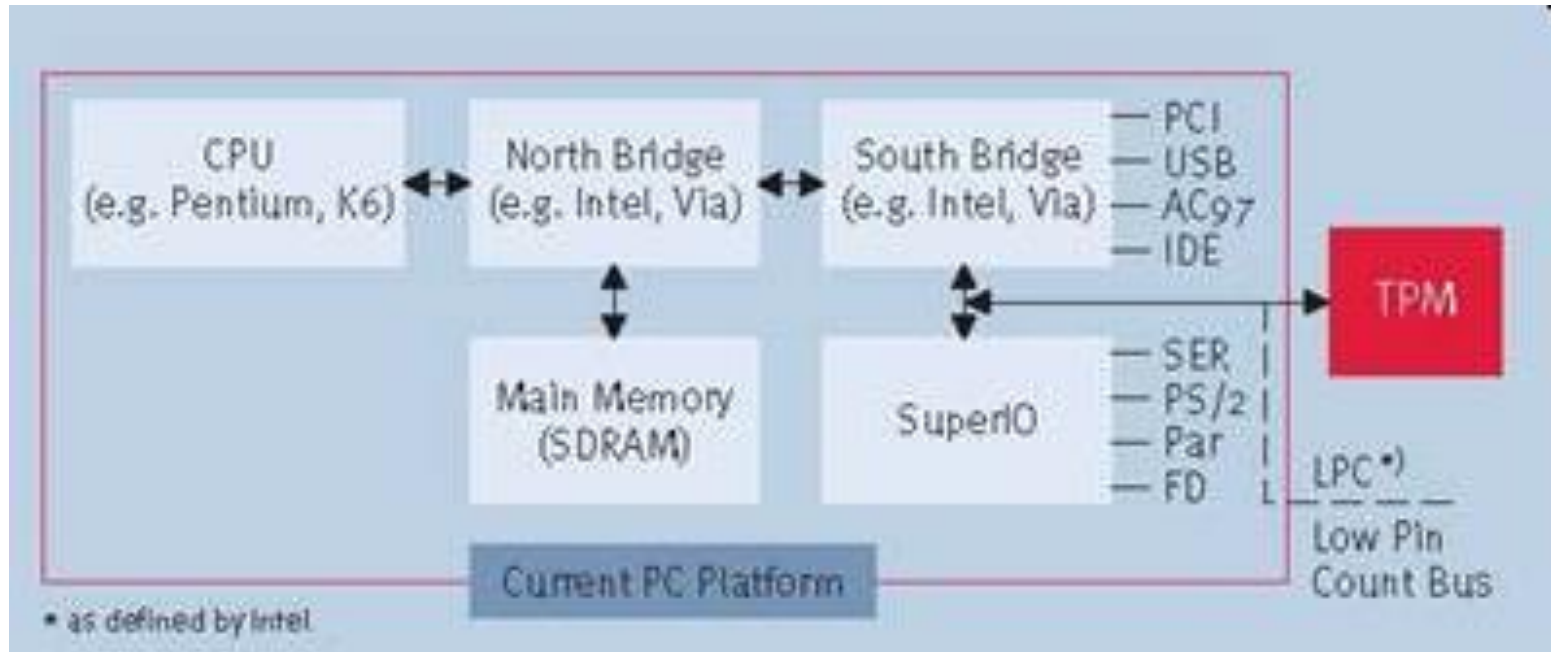 CPU
(e.g. Pentium, K6)
North Bridge
(e.g. Intel, Via)
South Bridge
(e.g. Intel, Via)
PCI
USB
AC97
IDE
TPM
Main Memory
(SDRAM)
SuperIO
SER
PS/2
Par
FD
LPC*)
Low Pin
Count Bus
Current PC Platform
* as defined by Intel